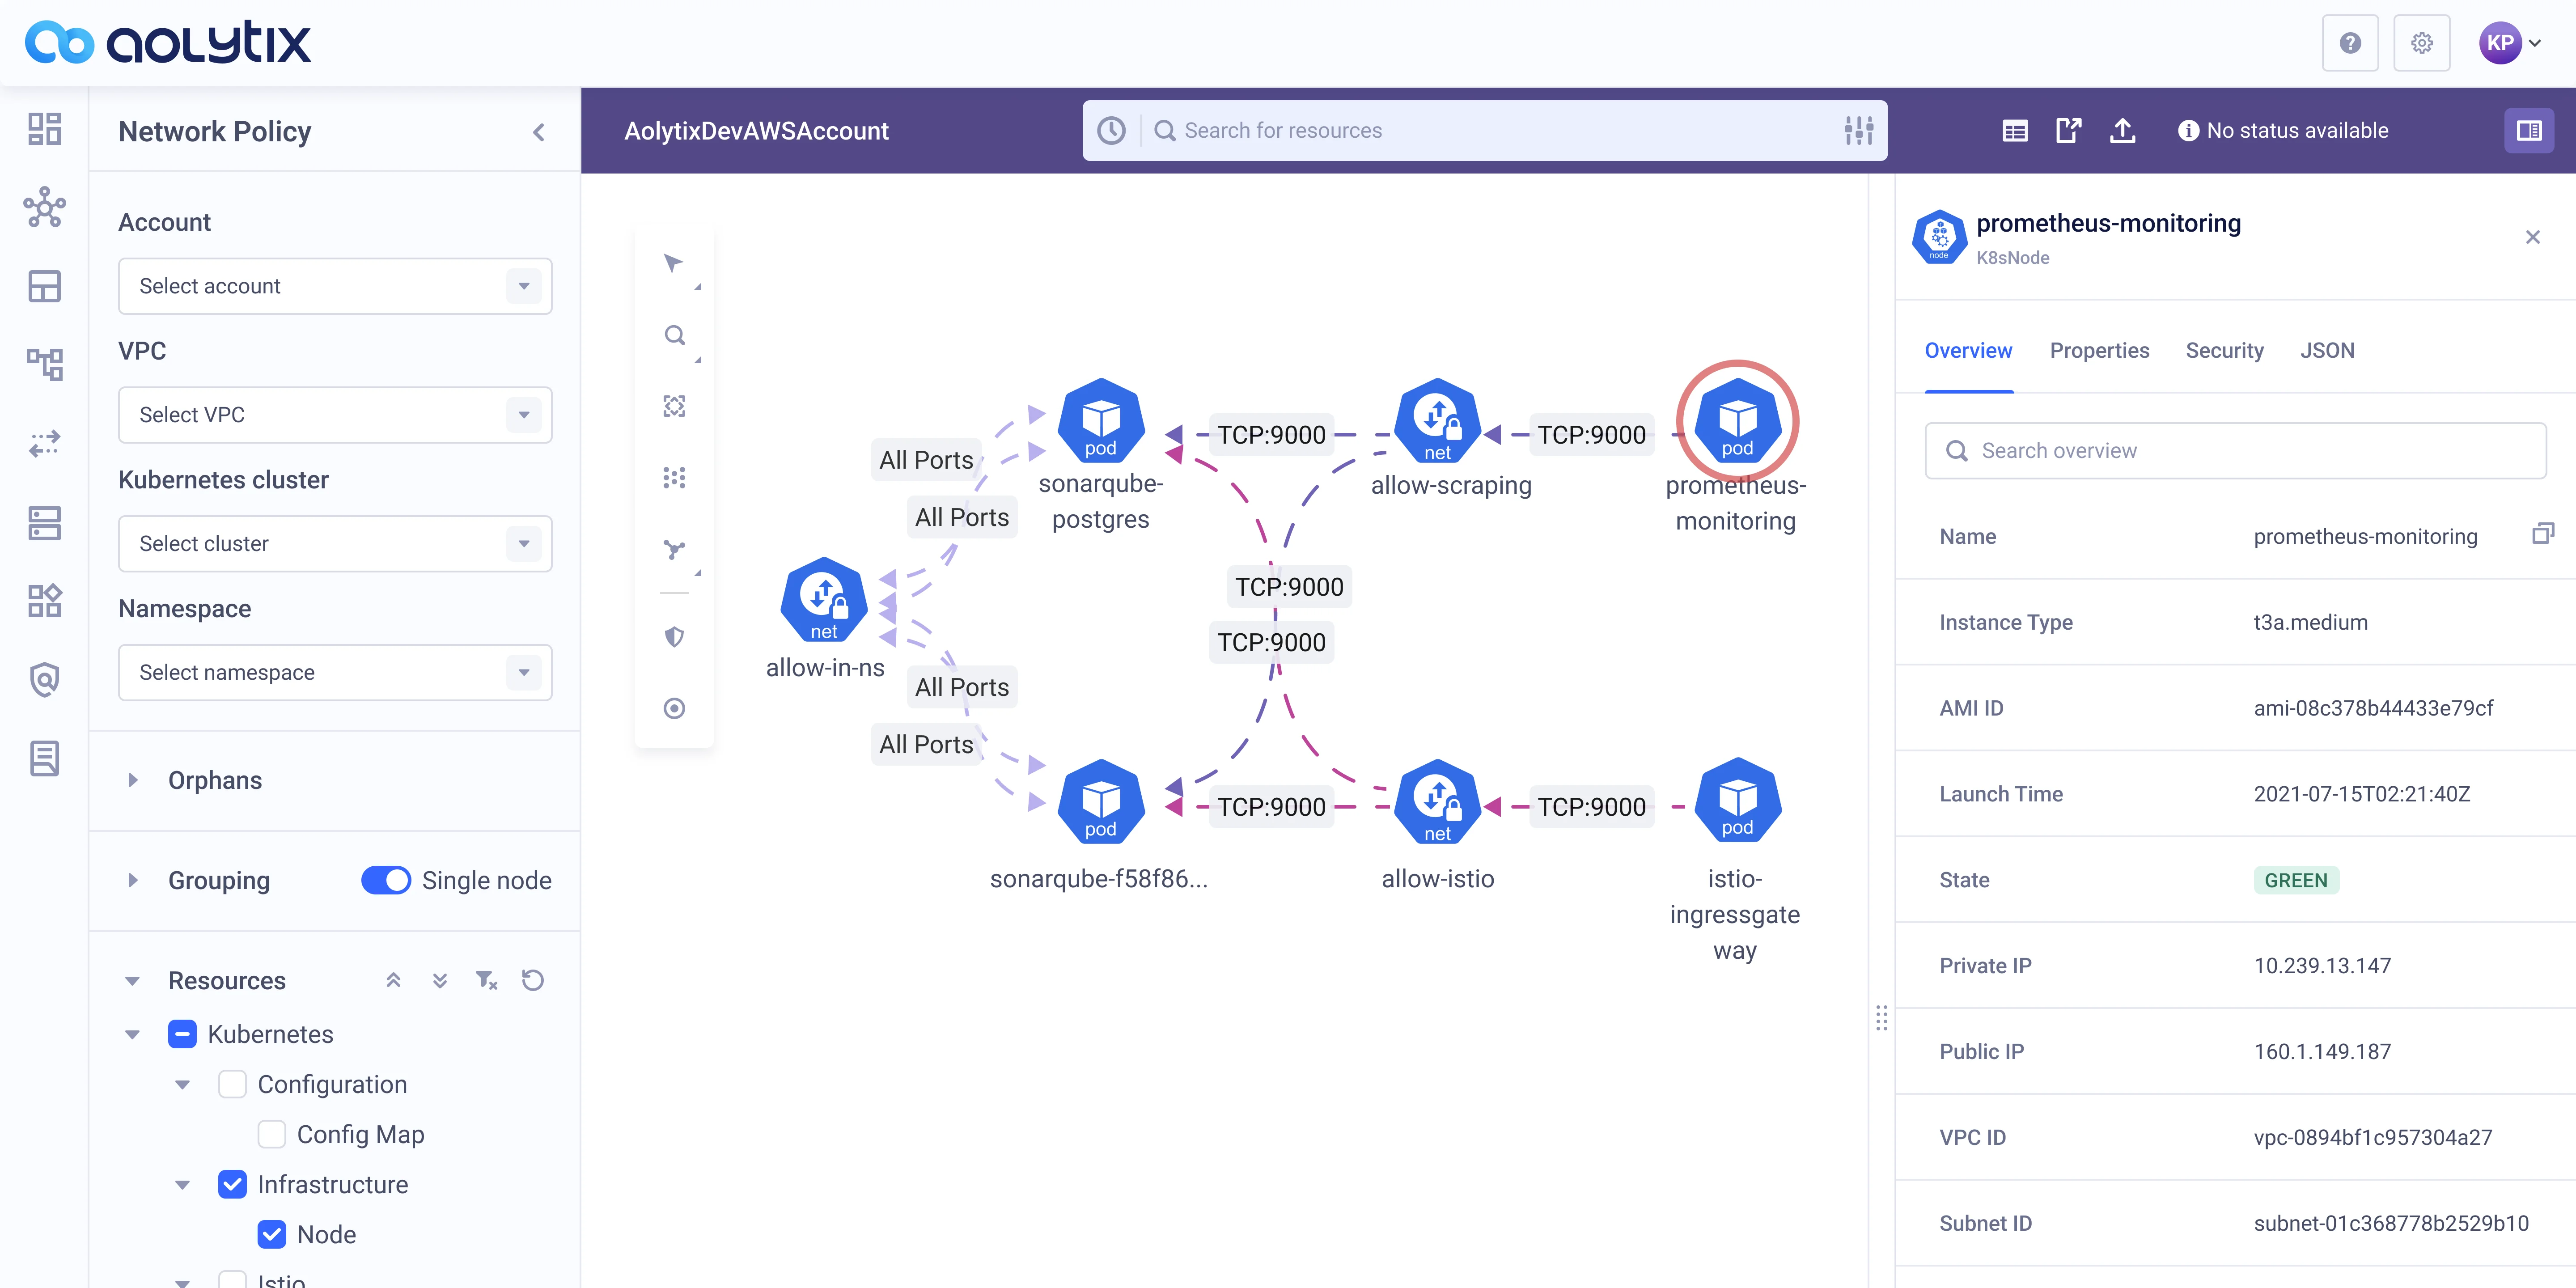 aolytix
?
KP
Network Policy
AolytixDevAWSAccount
Search for resources
No status available
Account
Select account
VPC
Select VPC
Kubernetes cluster
Select cluster
Namespace
Select namespace
Orphans
Grouping
Single node
Resources
Kubernetes
Configuration
Config Map
Infrastructure
Node
Istio
All Ports
All Ports
All Ports
All Ports
net
allow-in-ns
pod
sonarqube-
postgres
TCP:9000
net
allow-scraping
TCP:9000
pod
prometheus-
monitoring
TCP:9000
TCP:9000
pod
sonarqube-f58f86...
TCP:9000
net
allow-istio
TCP:9000
pod
istio-
ingressgate
way
node
prometheus-monitoring
K8sNode
Overview
Properties
Security
JSON
Search overview
Name
prometheus-monitoring
Instance Type
t3a.medium
AMI ID
ami-08c378b44433e79cf
Launch Time
2021-07-15T02:21:40Z
State
GREEN
Private IP
10.239.13.147
Public IP
160.1.149.187
VPC ID
vpc-0894bf1c957304a27
Subnet ID
subnet-01c368778b2529b10